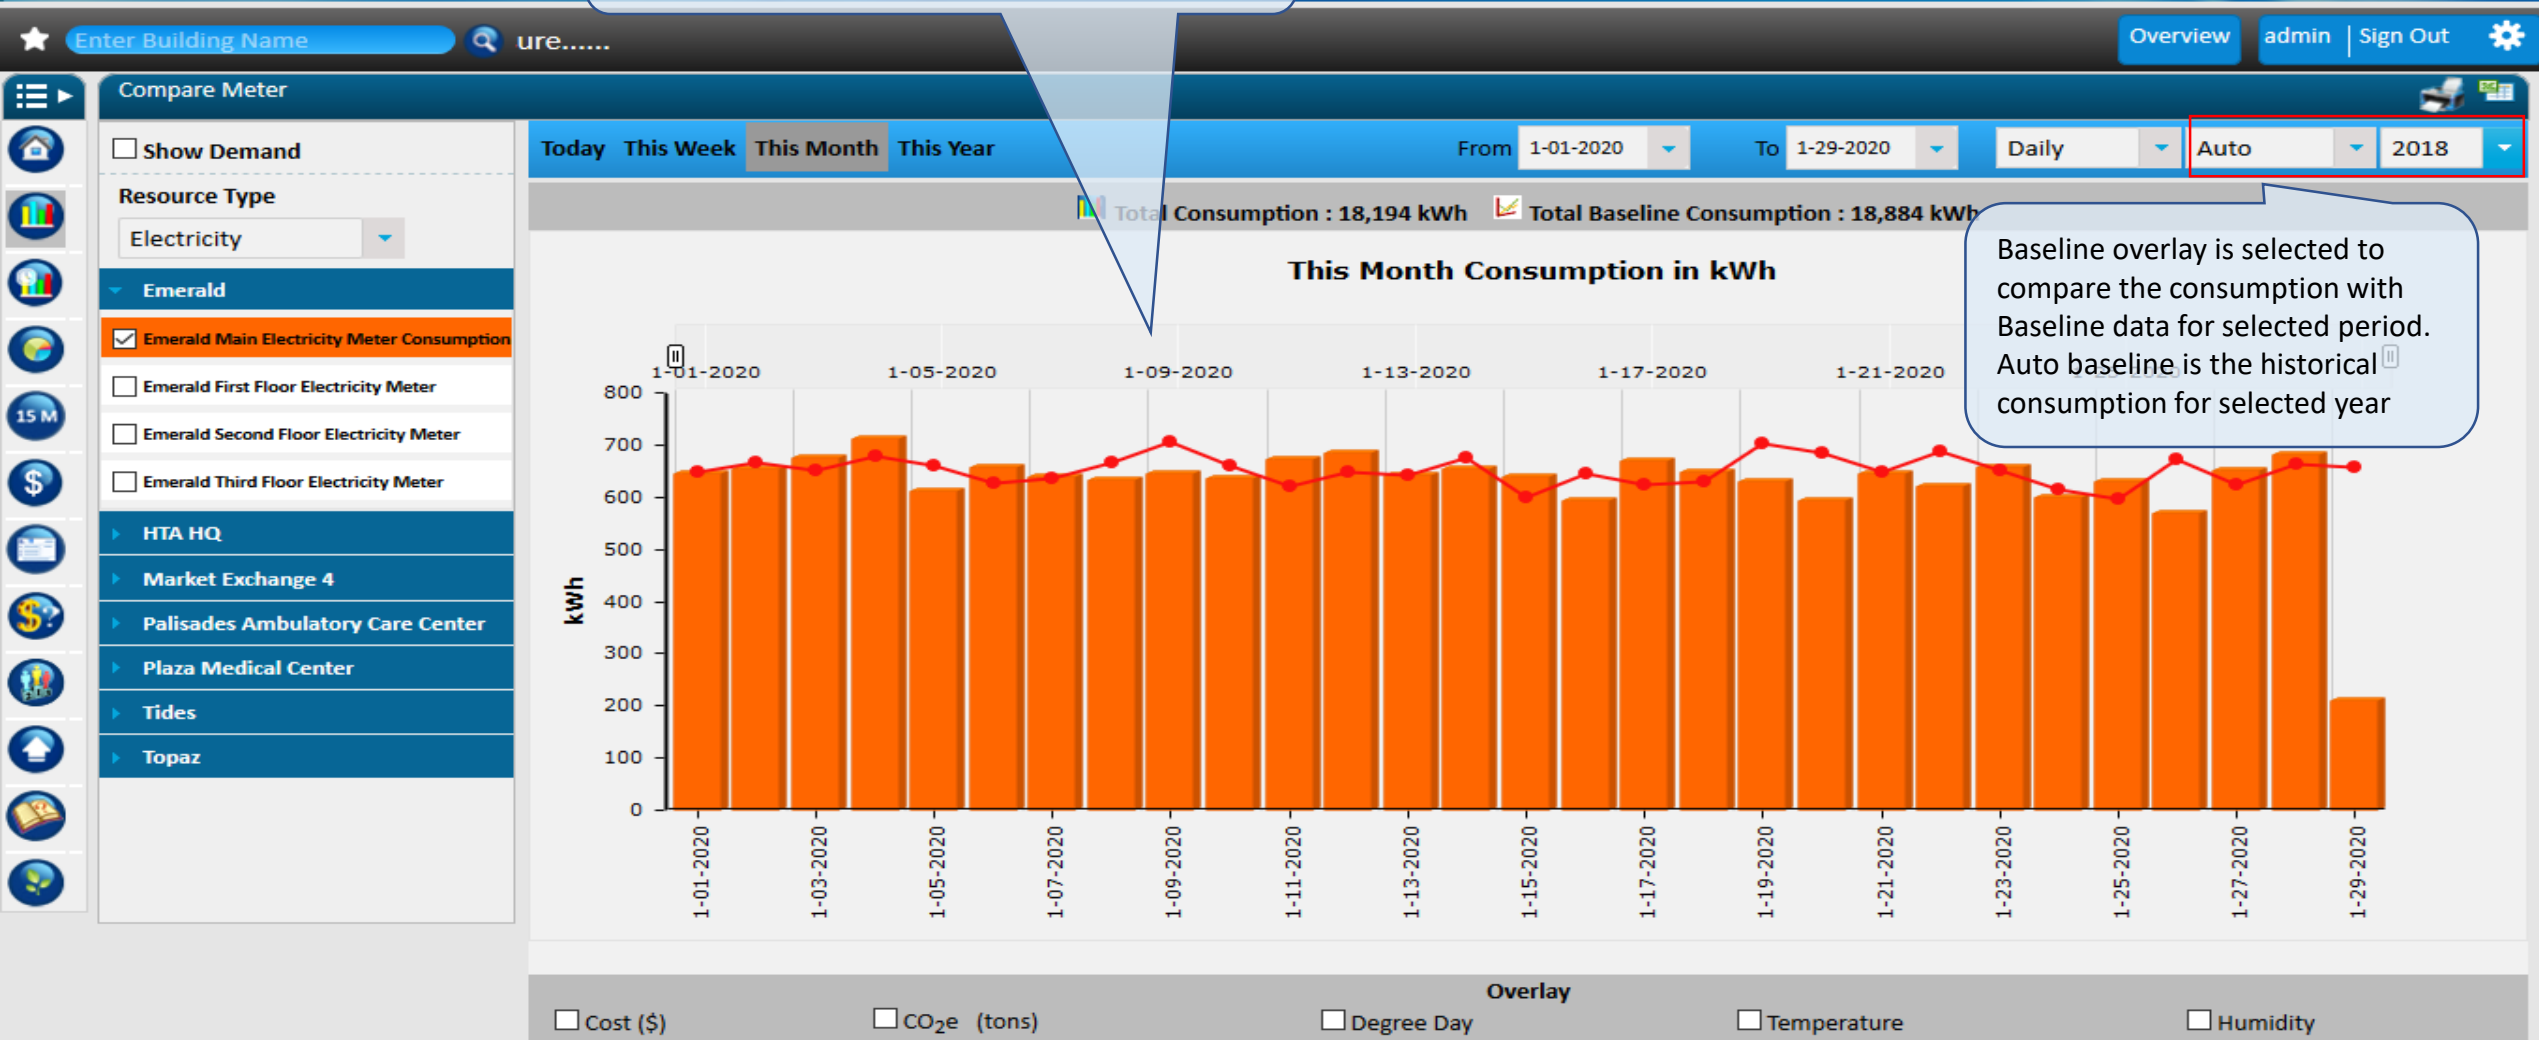 Enter Building Name
ure......
Overview
admin | Sign Out
Compare Meter
Show Demand
Resource Type
Electricity
Emerald
Emerald Main Electricity Meter Consumption
Emerald First Floor Electricity Meter
Emerald Second Floor Electricity Meter
Emerald Third Floor Electricity Meter
HTA HQ
Market Exchange 4
Palisades Ambulatory Care Center
Plaza Medical Center
Tides
Topaz
15 M
$
$?
Today This Week This Month This Year
From 1-01-2020 To 1-29-2020 Daily Auto 2018
Total Consumption : 18,194 kWh Total Baseline Consumption : 18,884 kWh
This Month Consumption in kWh
Baseline overlay is selected to
compare the consumption with
Baseline data for selected period.
Auto baseline is the historical
consumption for selected year
1-01-2020 1-05-2020 1-09-2020 1-13-2020 1-17-2020 1-21-2020
800
700
600
500
400
300
200
100
0
kWh
1-01-2020 1-03-2020 1-05-2020 1-07-2020 1-09-2020 1-11-2020 1-13-2020 1-15-2020 1-17-2020 1-19-2020 1-21-2020 1-23-2020 1-25-2020 1-27-2020 1-29-2020
Overlay
Cost ($) CO₂e (tons) Degree Day Temperature Humidity